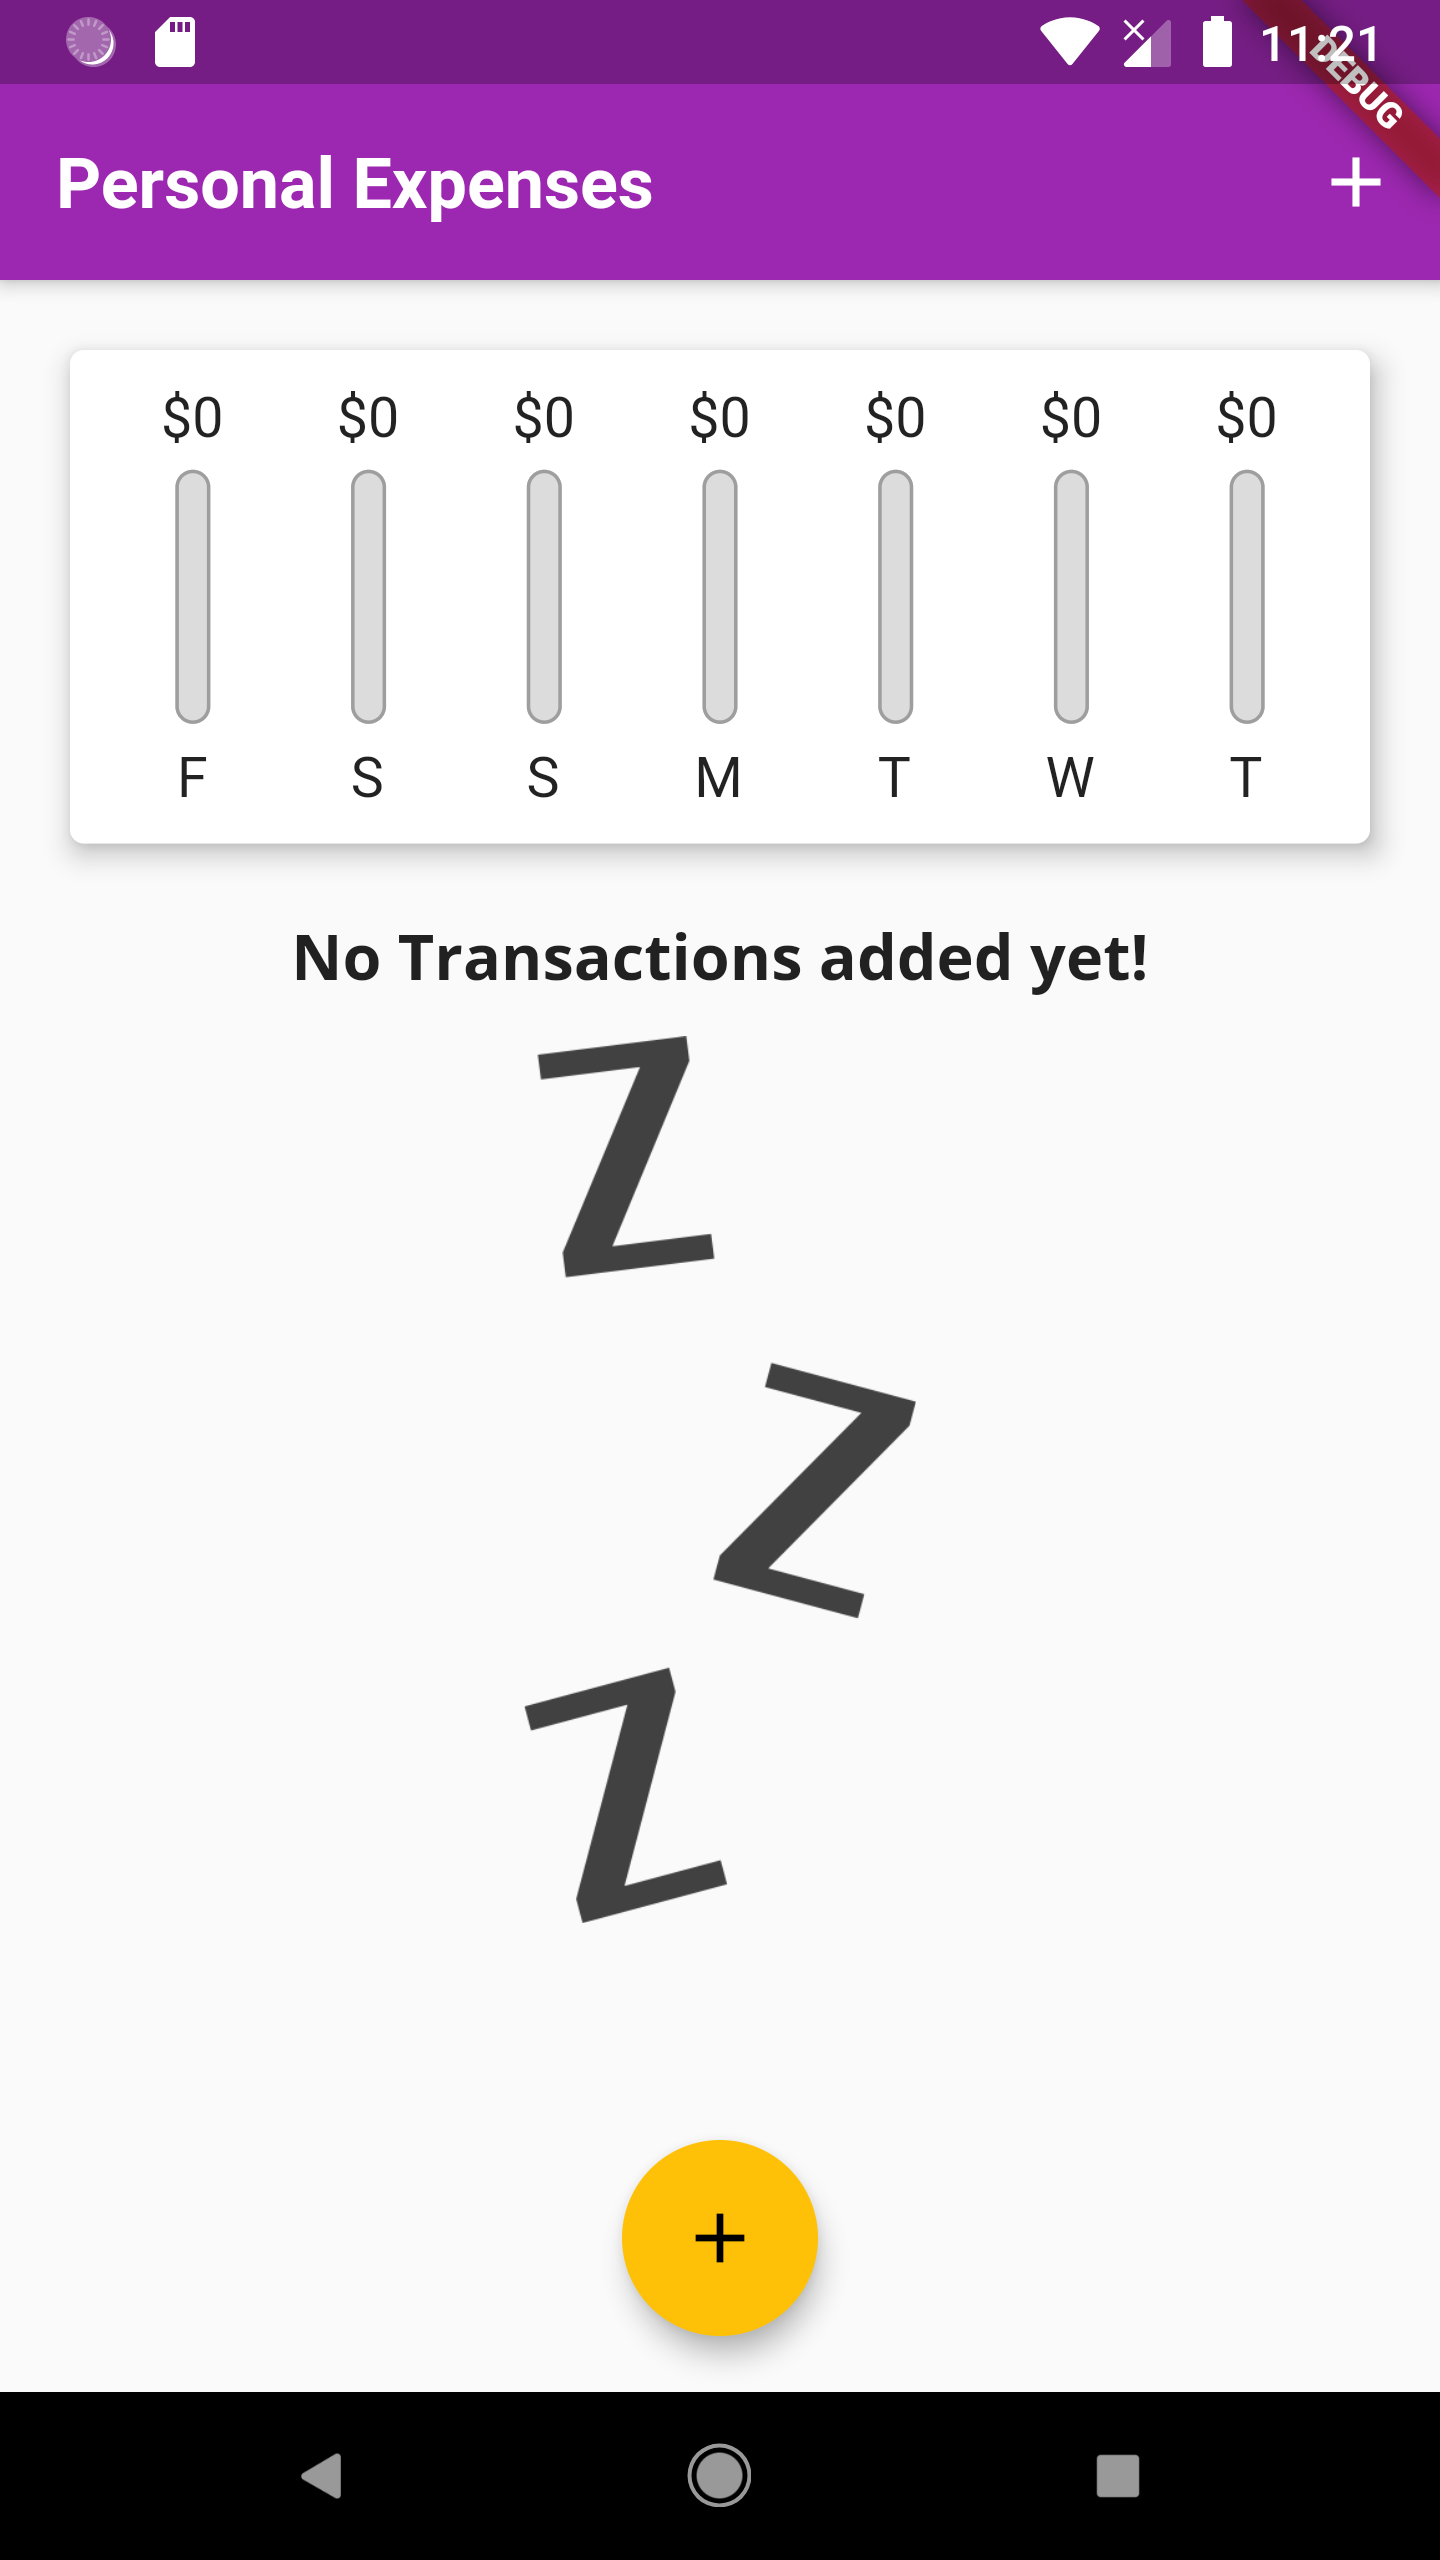 11:21
DEBUG
Personal Expenses
$0 $0 $0 $0 $0 $0 $0
F S S M T W T
No Transactions added yet!
Z
Z
Z